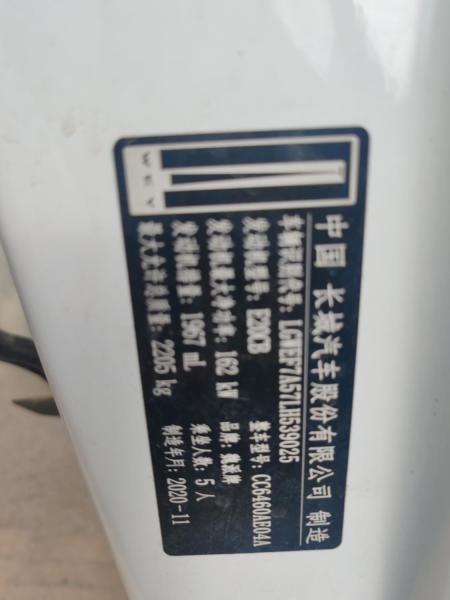 WEY
中国 长城汽车股份有限公司 制造
车辆识别代号: LGWEF7A57LH539025
发动机型号: E20CB 整车型号: CC6460AE04A
发动机最大净功率: 162 kW 品牌: 魏派牌
发动机排量: 1967 mL 乘坐人数: 5 人
最大允许总质量: 2205 kg 制造年月: 2020-11